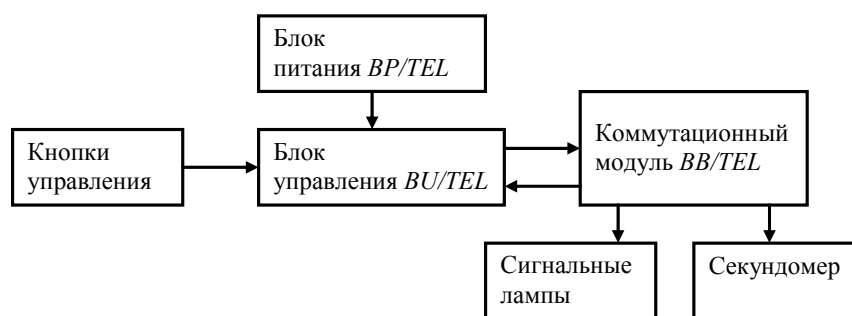 Блок
питания BP/TEL
Кнопки
управления
Блок
управления BU/TEL
Коммутационный
модуль BB/TEL
Сигнальные
лампы
Секундомер